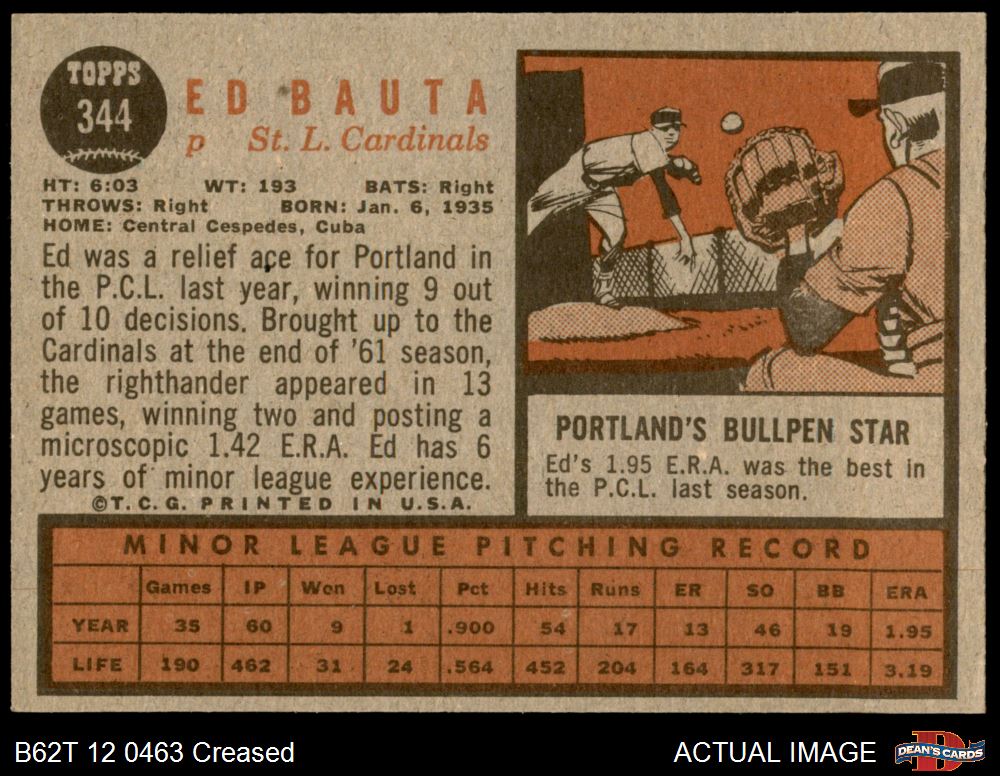 TOPPS
344
ED BAUTA
p St. L. Cardinals
HT: 6:03 WT: 193 BATS: Right
THROWS: Right BORN: Jan. 6, 1935
HOME: Central Cespedes, Cuba
Ed was a relief ace for Portland in
the P.C.L. last year, winning 9 out
of 10 decisions. Brought up to the
Cardinals at the end of '61 season,
the righthander appeared in 13
games, winning two and posting a
microscopic 1.42 E.R.A. Ed has 6
years of minor league experience.
©T.C.G. PRINTED IN U.S.A.
PORTLAND'S BULLPEN STAR
Ed's 1.95 E.R.A. was the best in
the P.C.L. last season.
MINOR LEAGUE PITCHING RECORD
Games IP Won Lost Pct Hits Runs ER SO BB ERA
YEAR 35 60 9 1 .900 54 17 13 46 19 1.95
LIFE 190 462 31 24 .564 452 204 164 317 151 3.19
B62T 12 0463 Creased
ACTUAL IMAGE
D
DEAN'S CARDS